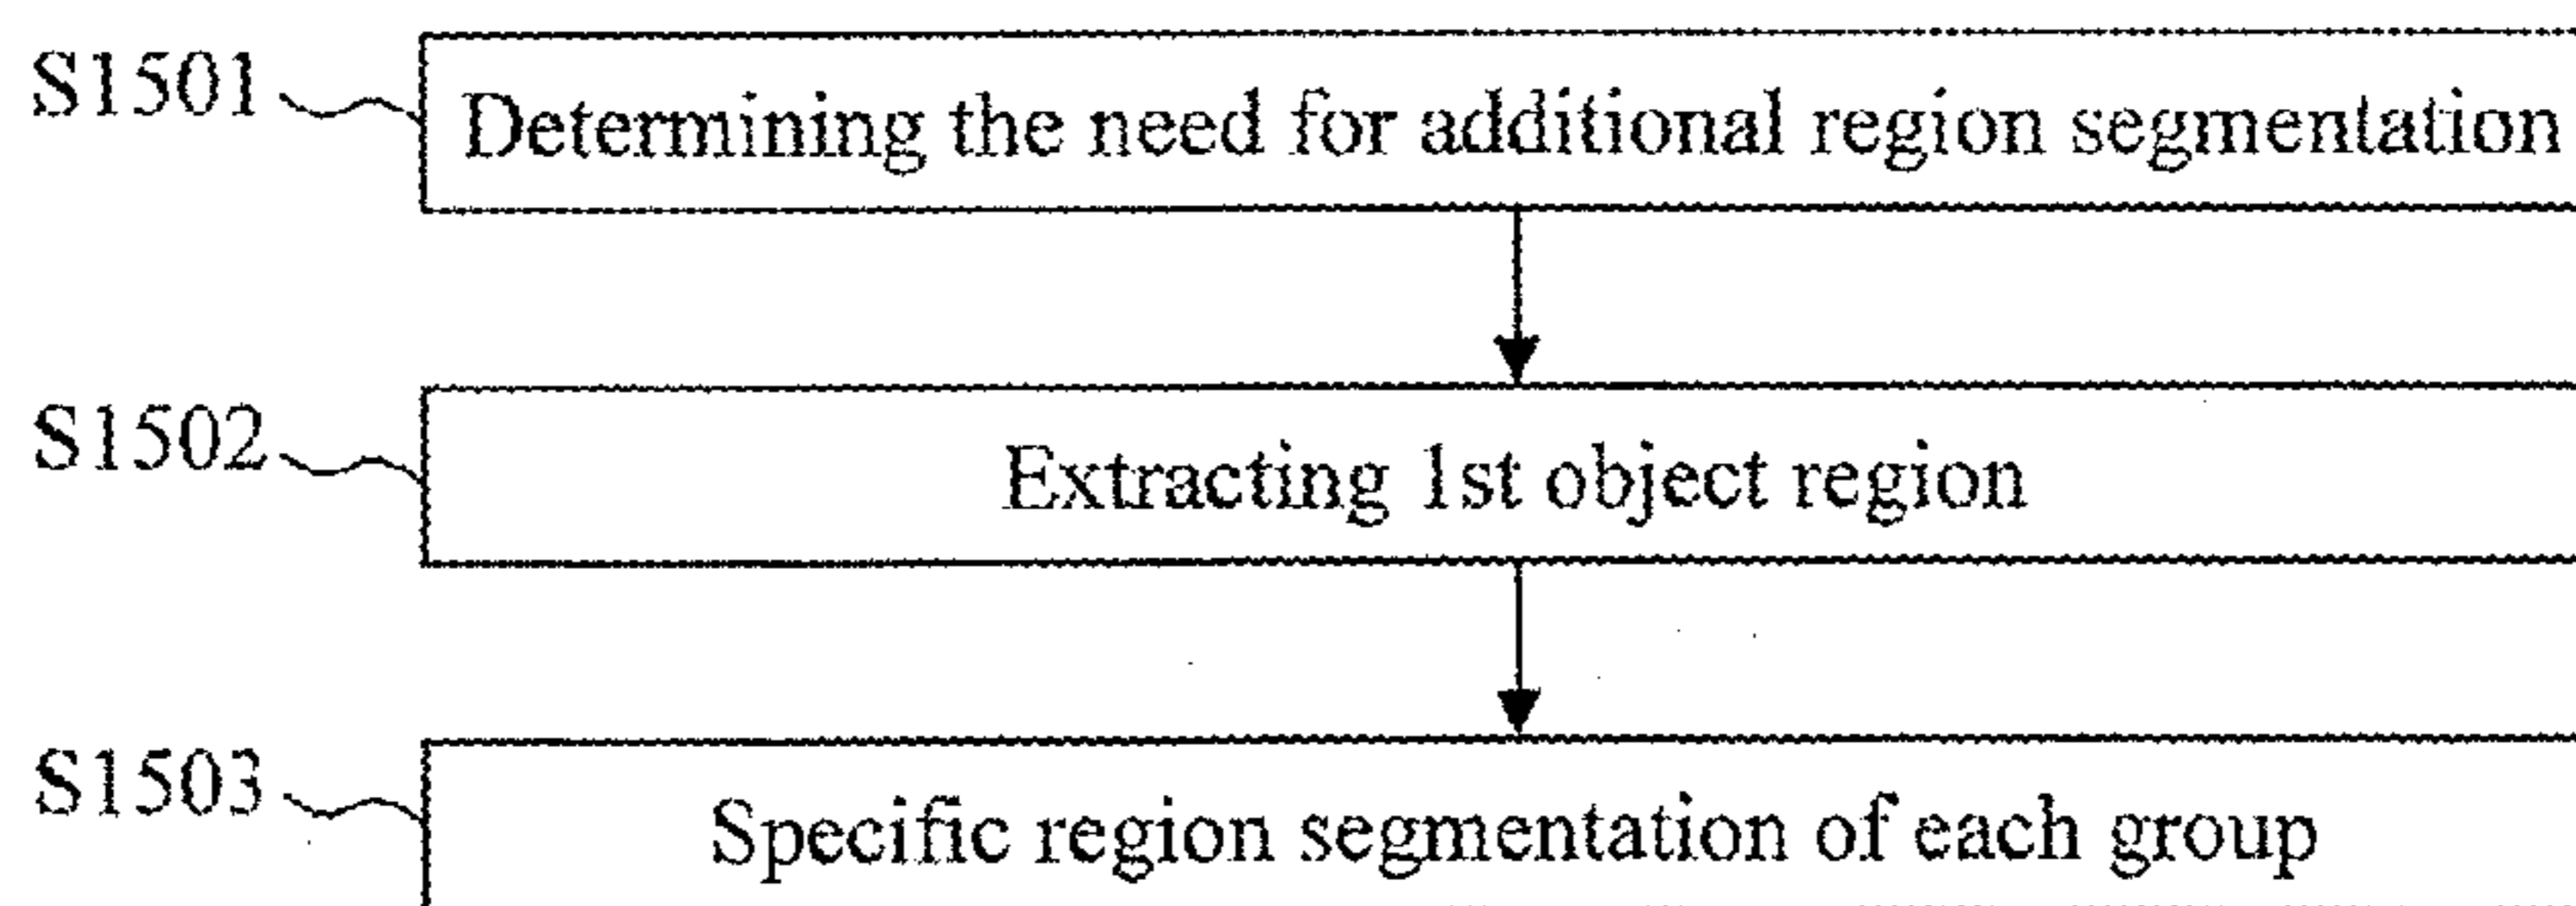 S1501 Determining the need for additional region segmentation
S1502 Extracting 1st object region
S1503 Specific region segmentation of each group